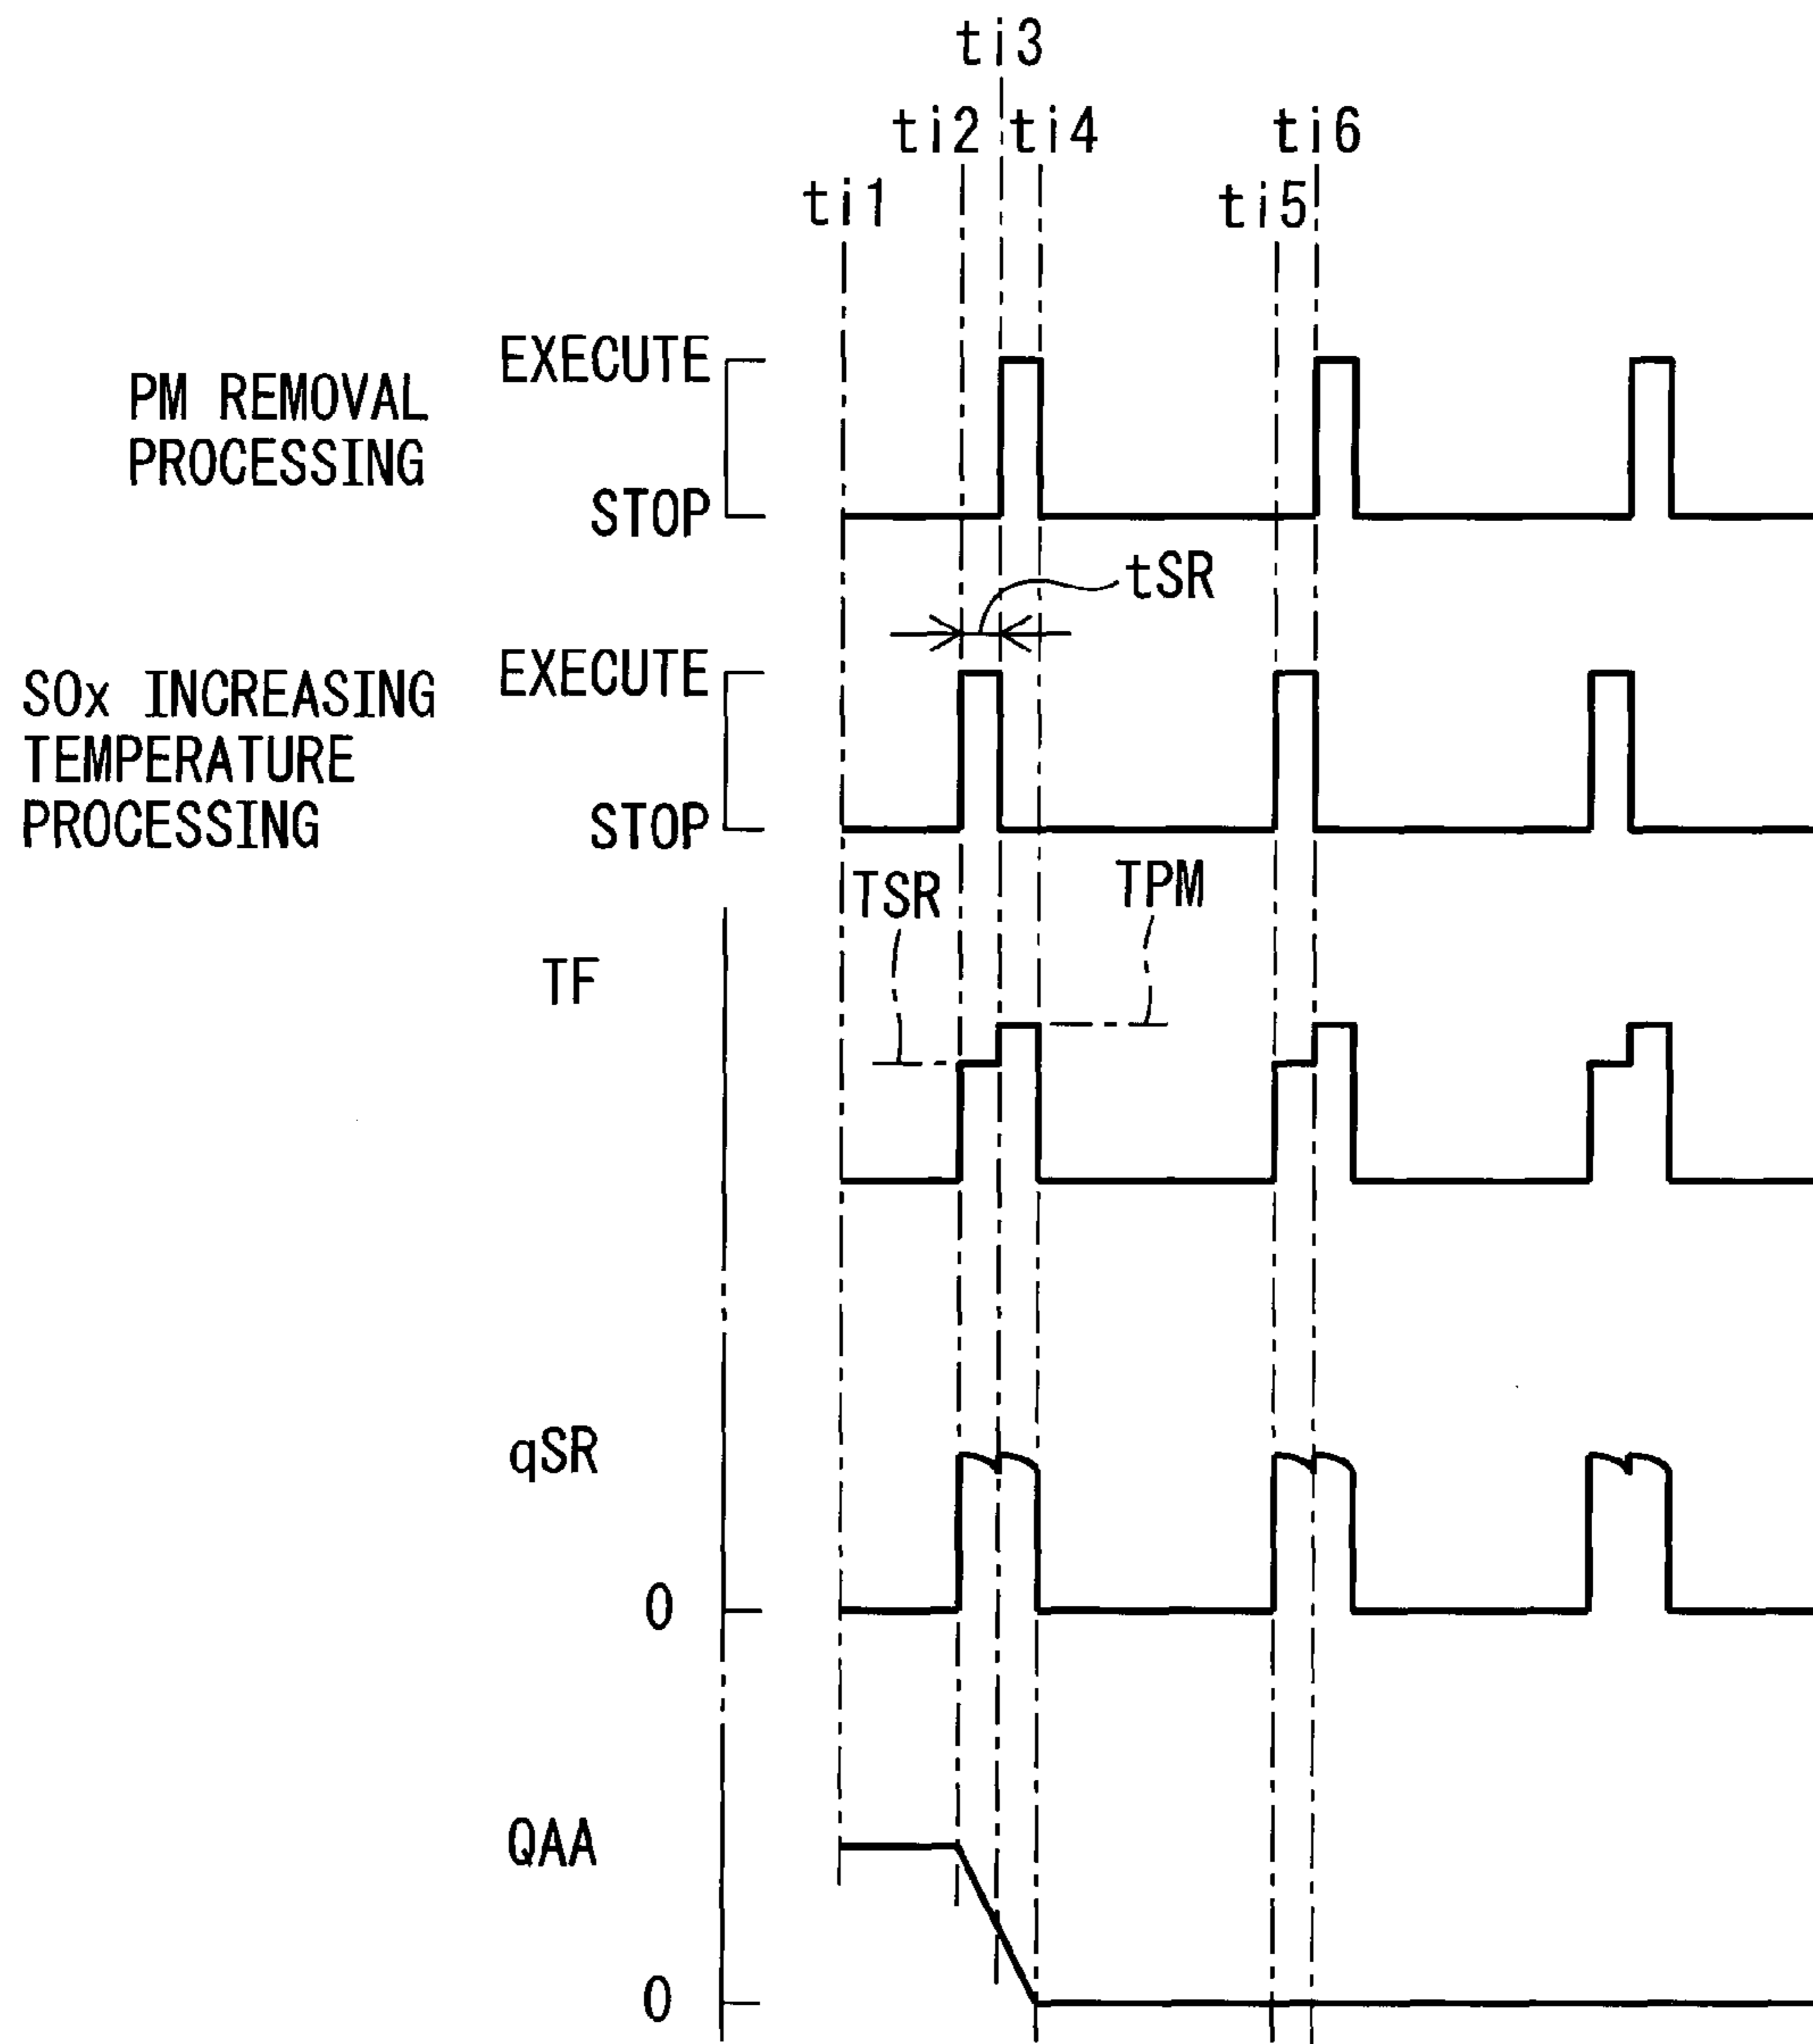 ti3
ti2 ti4 ti6
ti1 ti5
EXECUTE
PM REMOVAL
PROCESSING
STOP
tSR
EXECUTE
SOx INCREASING
TEMPERATURE
PROCESSING
STOP
TSR TPM
TF
qSR
0
QAA
0